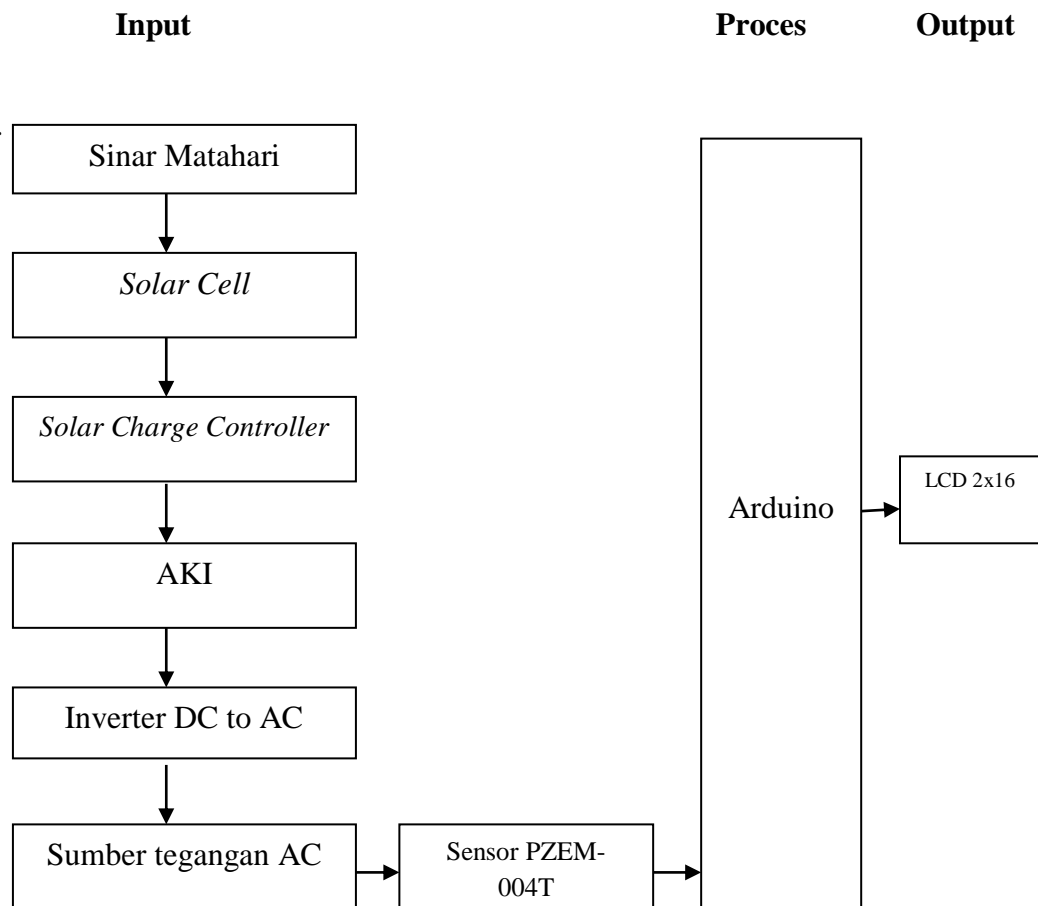 Input
Proces
Output
Sinar Matahari
Solar Cell
Solar Charge Controller
AKI
Inverter DC to AC
Sumber tegangan AC
Sensor PZEM-
004T
Arduino
LCD 2x16